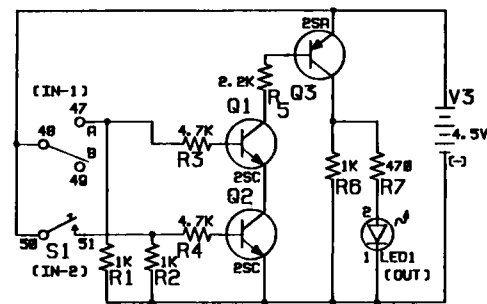 2SA
(IN-1)
2.2K
R5
Q3
V3
47
A
Q1
4.5V
48
4.7K
B
R3
1K
470
(-)
49
2SC
R6
R7
Q2
4.7K
2
50
51
R4
S1
1K
1K
2SC
1
LED1
(IN-2)
R1
R2
(OUT)